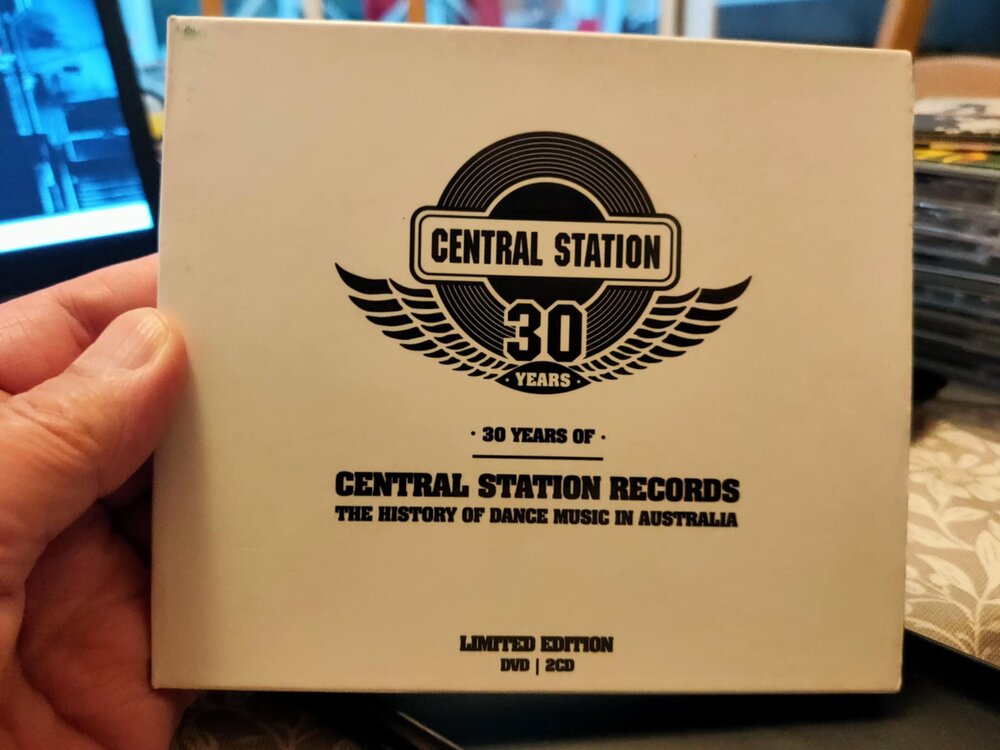 CENTRAL STATION
30
· YEARS ·
· 30 YEARS OF ·
CENTRAL STATION RECORDS
THE HISTORY OF DANCE MUSIC IN AUSTRALIA
LIMITED EDITION
DVD | 2CD